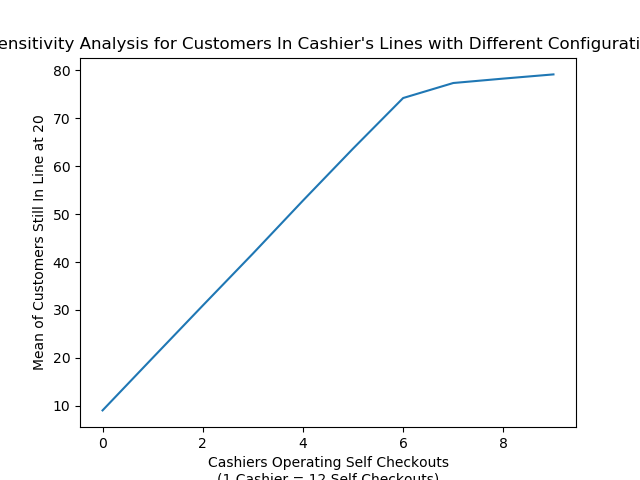 ensitivity Analysis for Customers In Cashier's Lines with Different Configurati
80
70
60
50
40
30
20
10
Mean of Customers Still In Line at 20
0 2 4 6 8
Cashiers Operating Self Checkouts
(1 Cashier = 12 Self Checkouts)